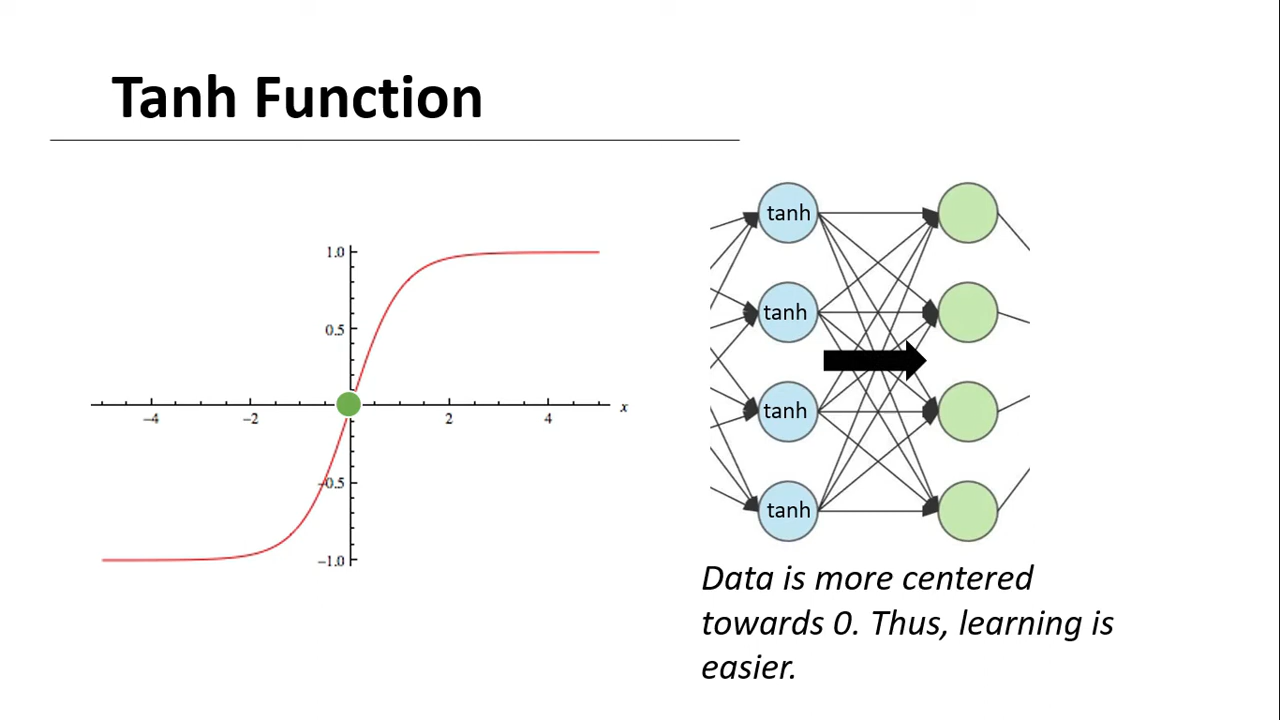 Tanh Function
1.0
0.5
-4
-2
2
4
x
-0.5
-1.0
tanh
tanh
tanh
tanh
Data is more centered
towards 0. Thus, learning is
easier.